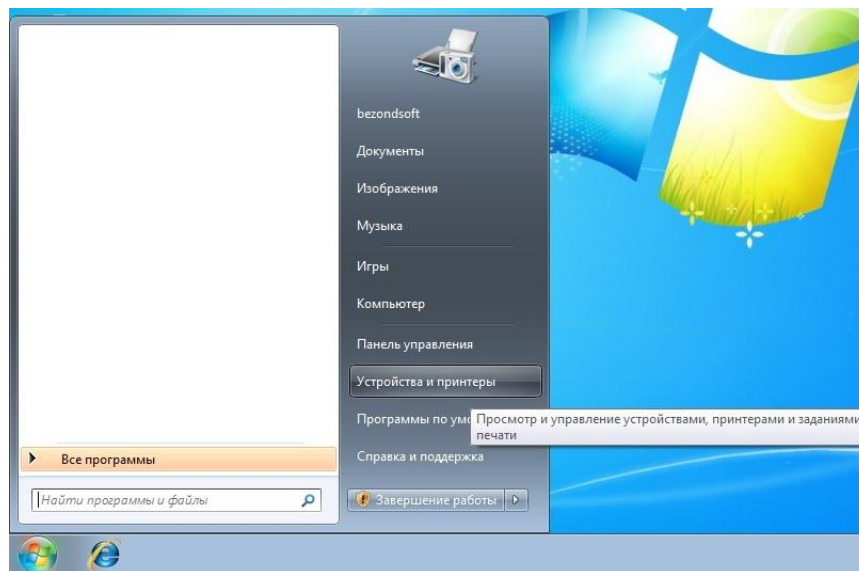 bezondsoft
Документы
Изображения
Музыка
Игры
Компьютер
Панель управления
Устройства и принтеры
Программы по умо
Просмотр и управление устройствами, принтерами и заданиями
печати
Все программы
Справка и поддержка
Найти программы и файлы
Завершение работы